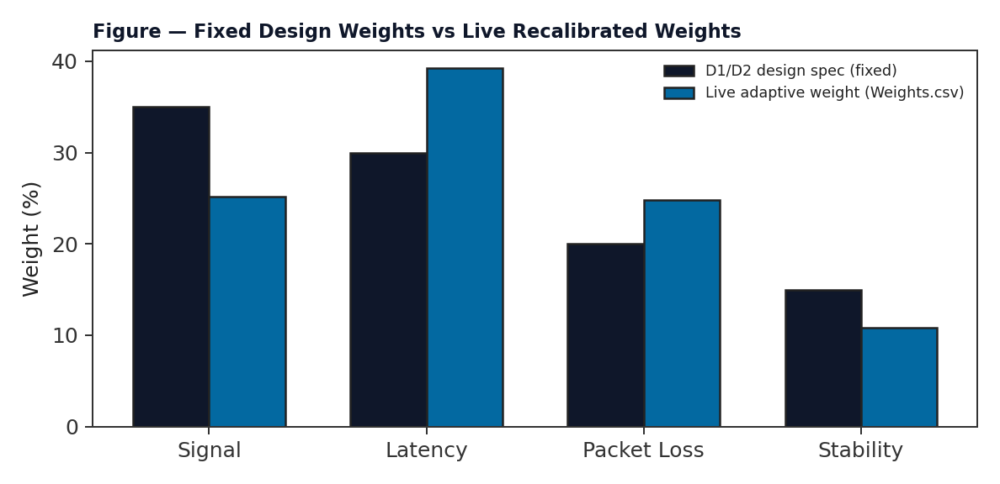 Figure — Fixed Design Weights vs Live Recalibrated Weights
D1/D2 design spec (fixed)
Live adaptive weight (Weights.csv)
Weight (%)
40
30
20
10
0
Signal
Latency
Packet Loss
Stability